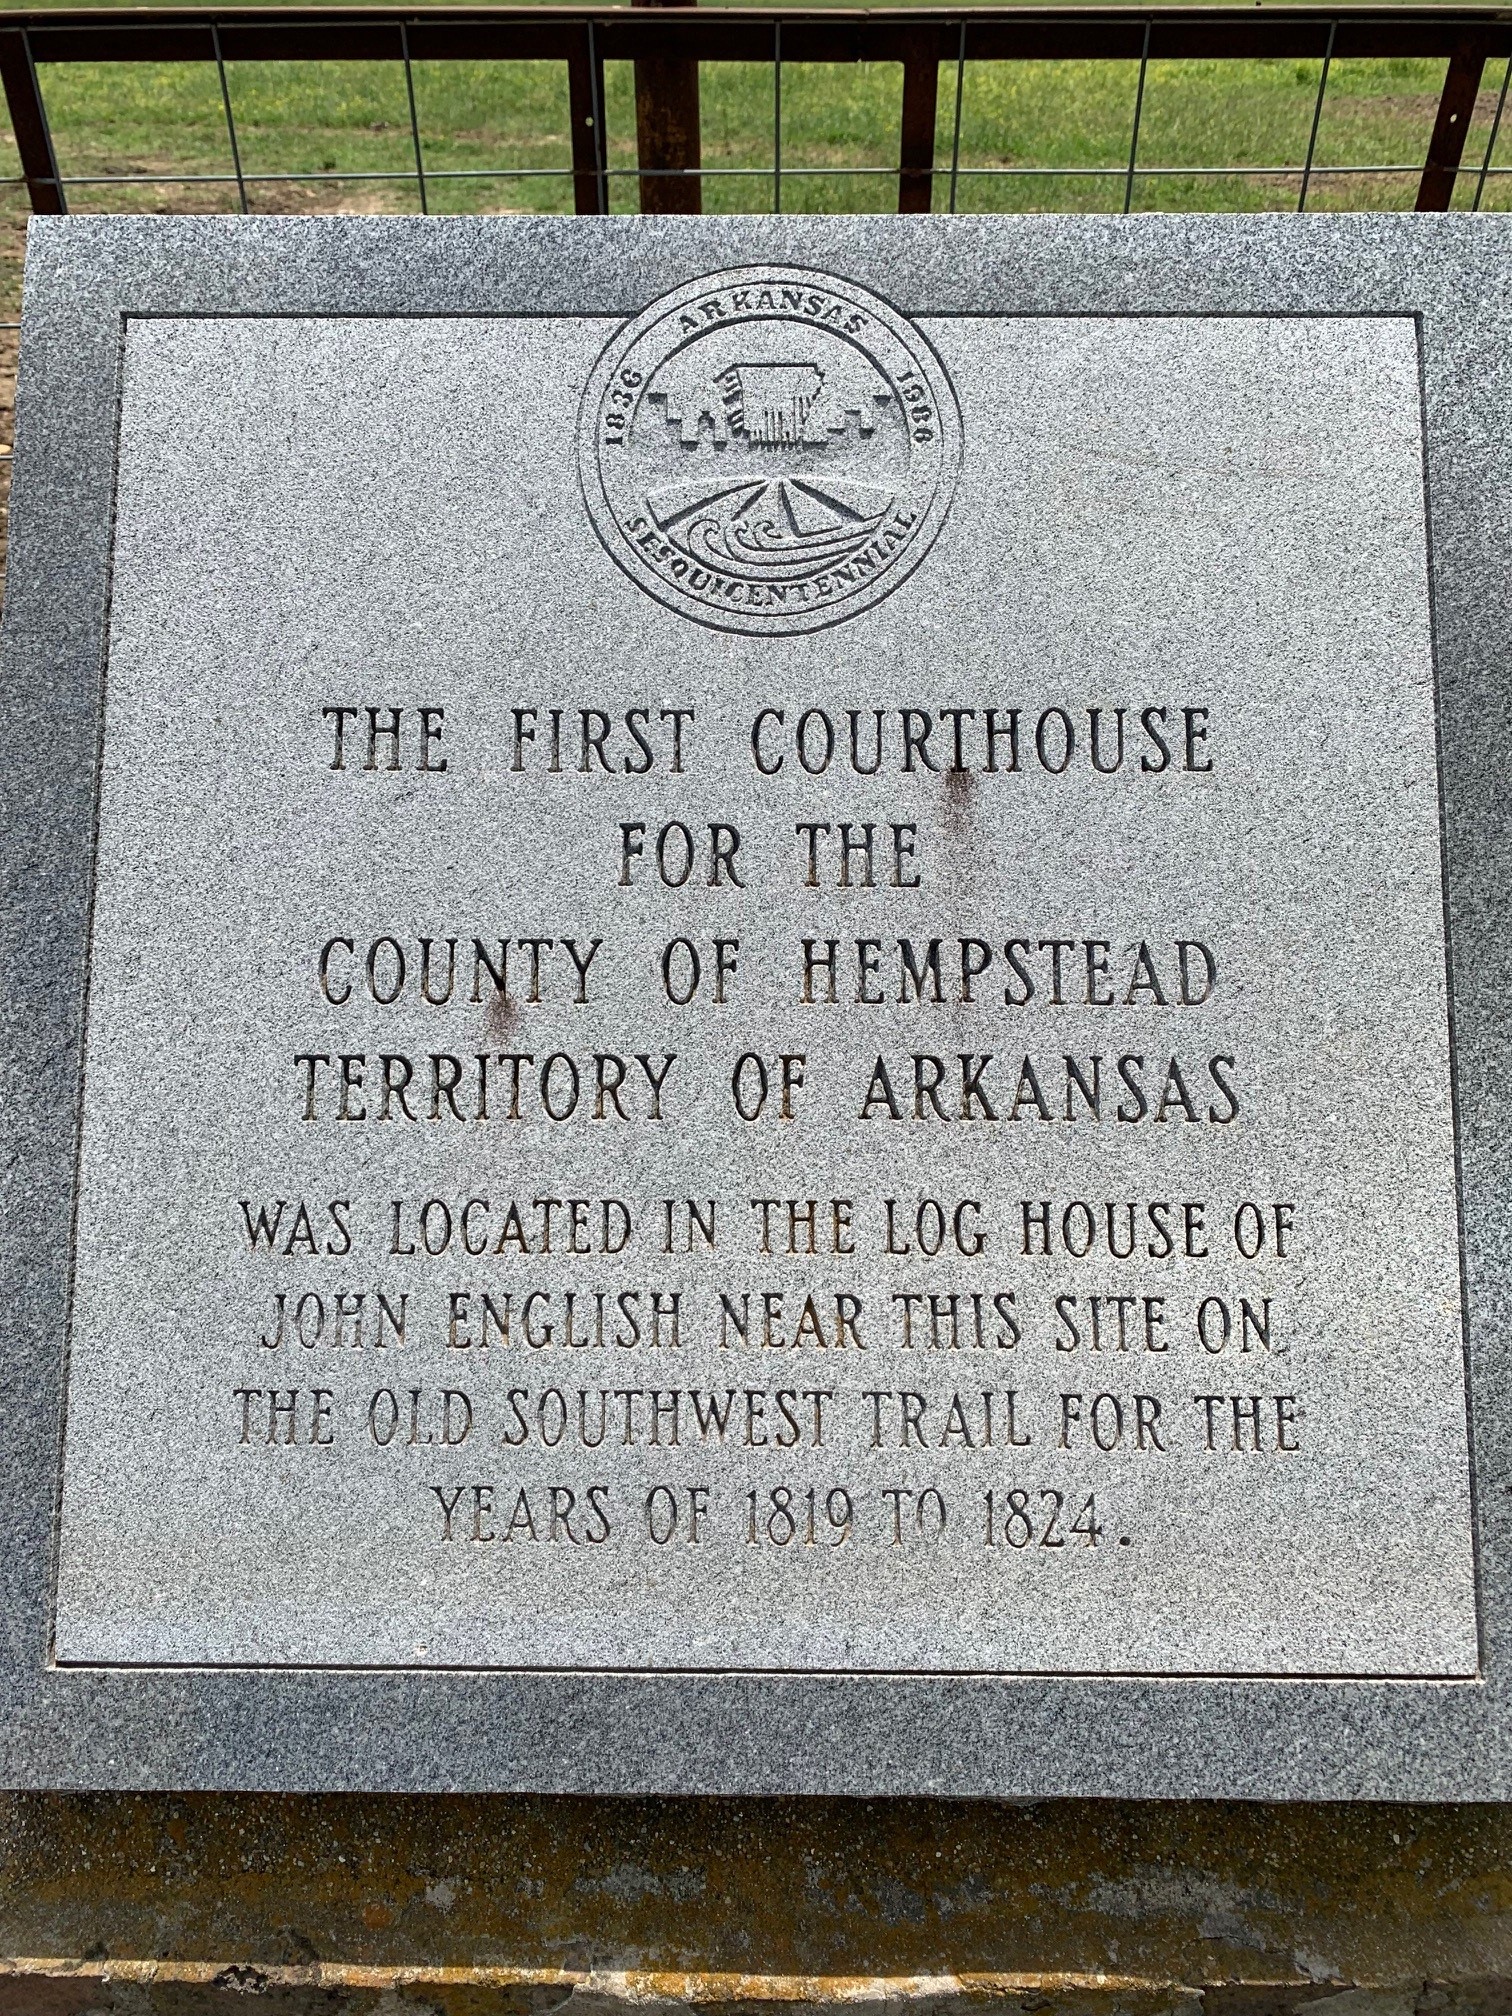 ARKANSAS
1836 1986
SESQUICENTENNIAL
THE FIRST COURTHOUSE
FOR THE
COUNTY OF HEMPSTEAD
TERRITORY OF ARKANSAS
WAS LOCATED IN THE LOG HOUSE OF
JOHN ENGLISH NEAR THIS SITE ON
THE OLD SOUTHWEST TRAIL FOR THE
YEARS OF 1819 TO 1824.